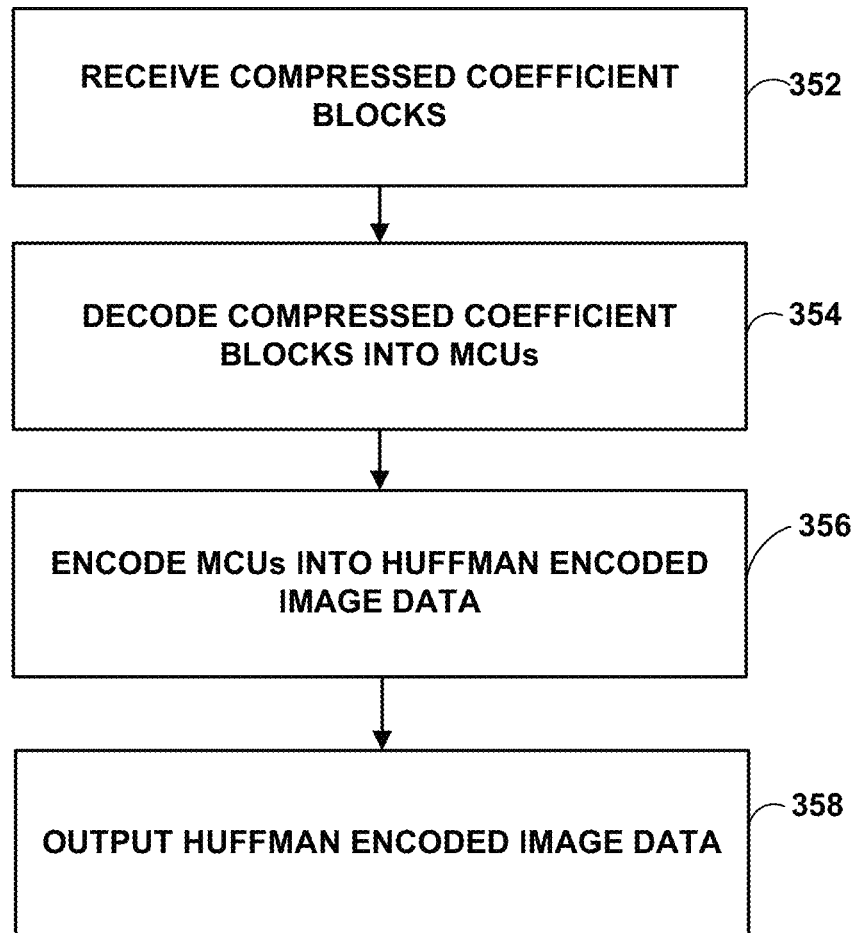 RECEIVE COMPRESSED COEFFICIENT
BLOCKS
352
DECODE COMPRESSED COEFFICIENT
BLOCKS INTO MCUs
354
ENCODE MCUs INTO HUFFMAN ENCODED
IMAGE DATA
356
OUTPUT HUFFMAN ENCODED IMAGE DATA
358